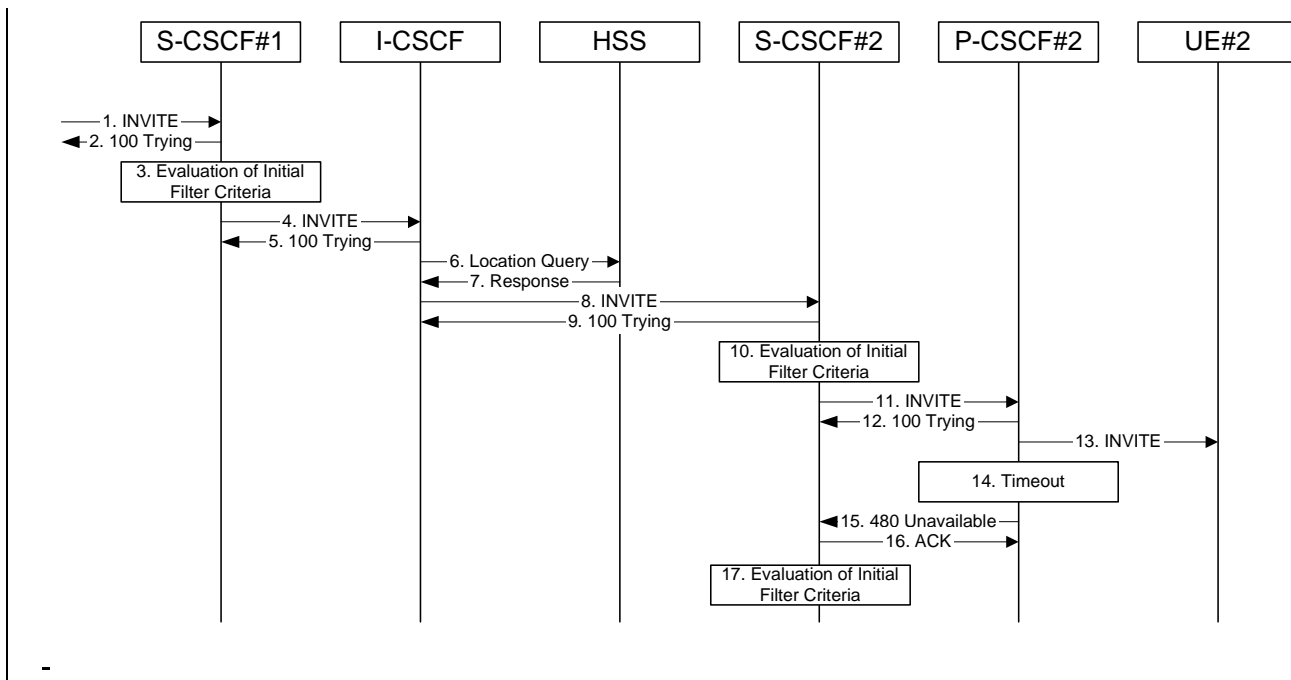 S-CSCF#1
I-CSCF
HSS
S-CSCF#2
P-CSCF#2
UE#2
1. INVITE
2. 100 Trying
3. Evaluation of Initial
Filter Criteria
4. INVITE
5. 100 Trying
6. Location Query
7. Response
8. INVITE
9. 100 Trying
10. Evaluation of Initial
Filter Criteria
11. INVITE
12. 100 Trying
13. INVITE
14. Timeout
15. 480 Unavailable
16. ACK
17. Evaluation of Initial
Filter Criteria
-